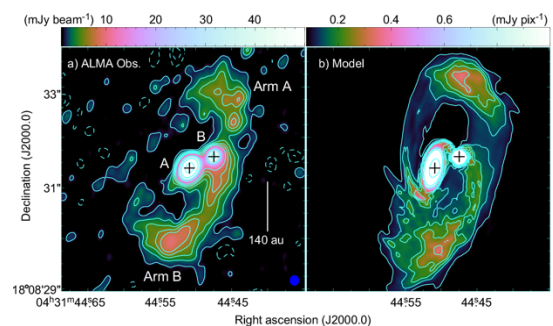 (mJy beam⁻¹) 10 20 30 40
0.2 0.4 0.6 (mJy pix⁻¹)
a) ALMA Obs.
b) Model
Arm A
33"
B
A
31"
140 au
Arm B
18°08'29"
04ʰ31ᵐ44ˢ65 44ˢ55 44ˢ45
44ˢ55 44ˢ45
Declination (J2000.0)
Right ascension (J2000.0)